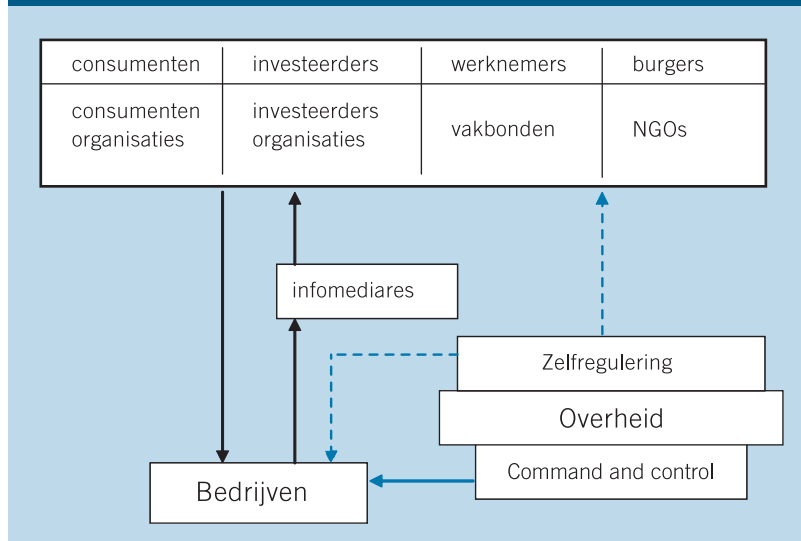 consumenten investeerders werknemers burgers
consumenten
organisaties
investeerders
organisaties
vakbonden
NGOs
infomediares
Zelfregulering
Overheid
Command and control
Bedrijven